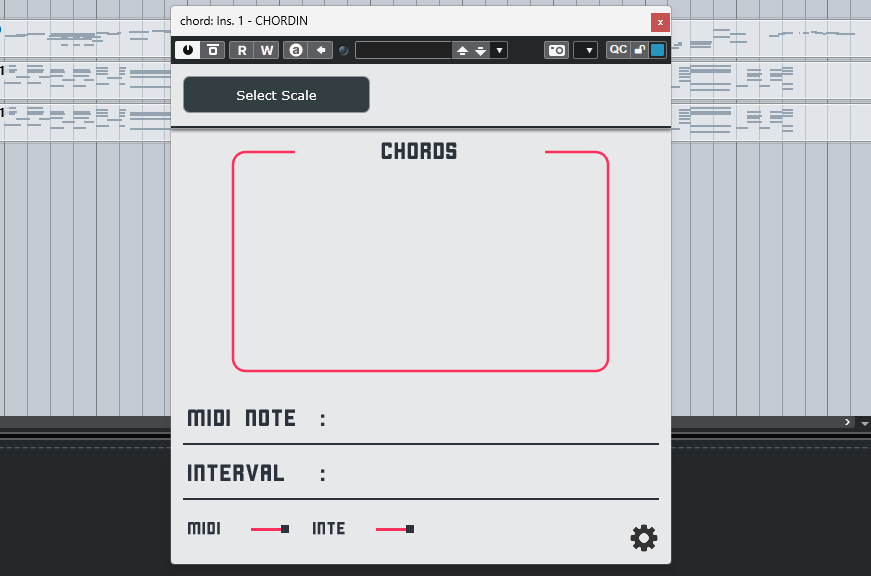 chord: Ins. 1 - CHORDIN
x
R W a QC
1
1
Select Scale
CHORDS
MIDI NOTE :
INTERVAL :
MIDI INTE